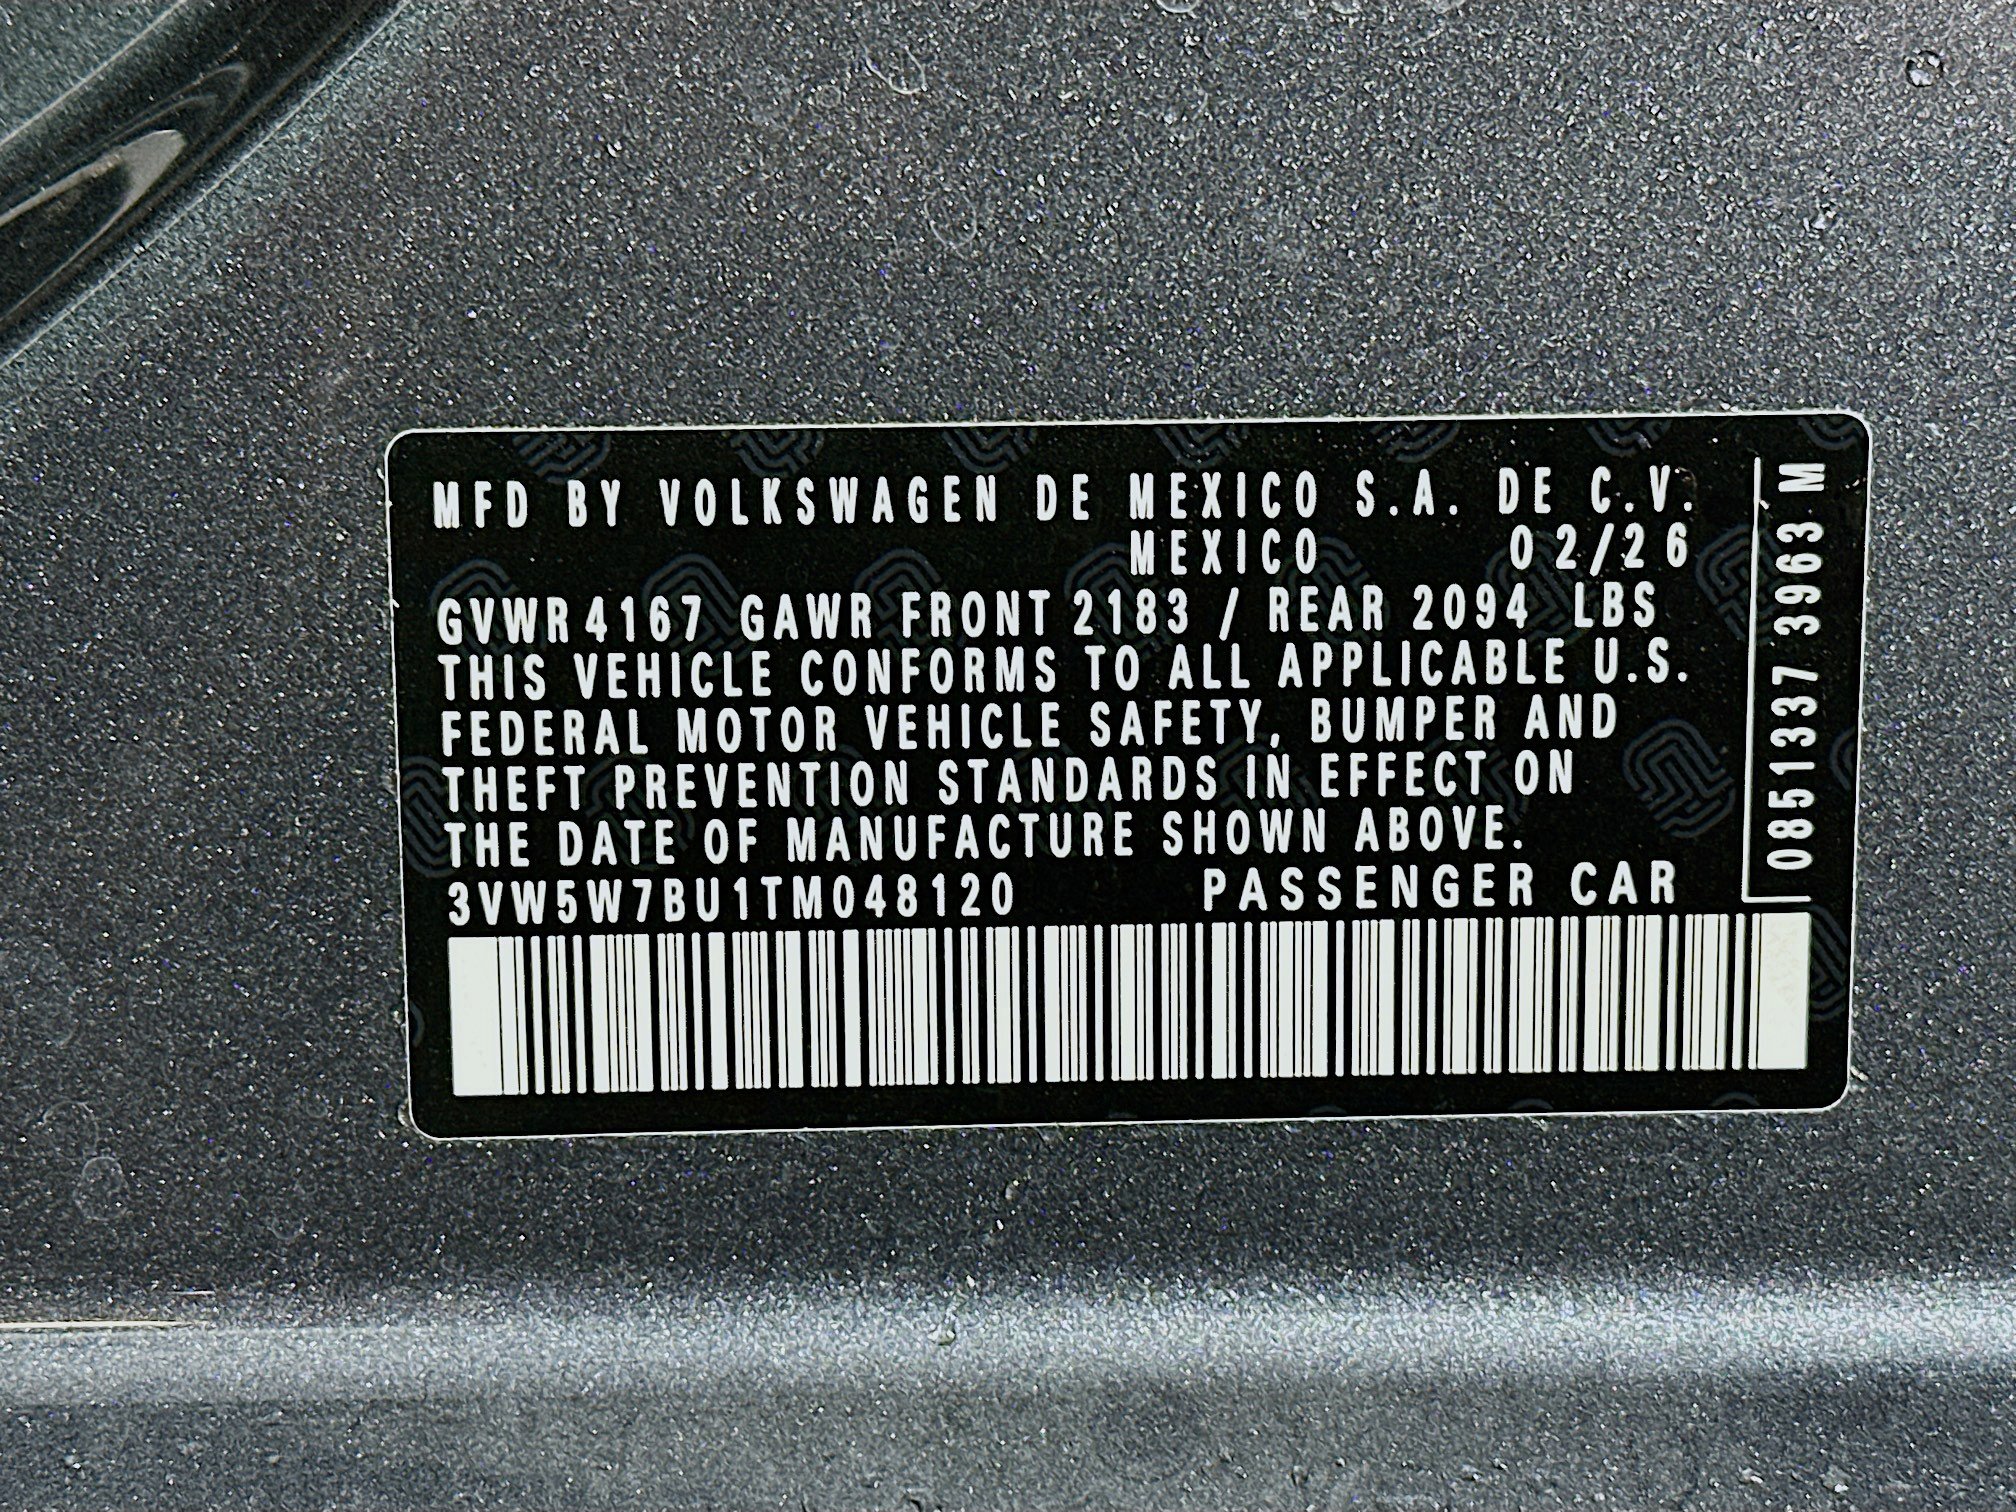 MFD BY VOLKSWAGEN DE MEXICO S.A. DE C.V.
MEXICO 02/26
GVWR 4167 GAWR FRONT 2183 / REAR 2094 LBS
THIS VEHICLE CONFORMS TO ALL APPLICABLE U.S.
FEDERAL MOTOR VEHICLE SAFETY, BUMPER AND
THEFT PREVENTION STANDARDS IN EFFECT ON
THE DATE OF MANUFACTURE SHOWN ABOVE.
3VW5W7BU1TM048120 PASSENGER CAR
0851337 3963 M